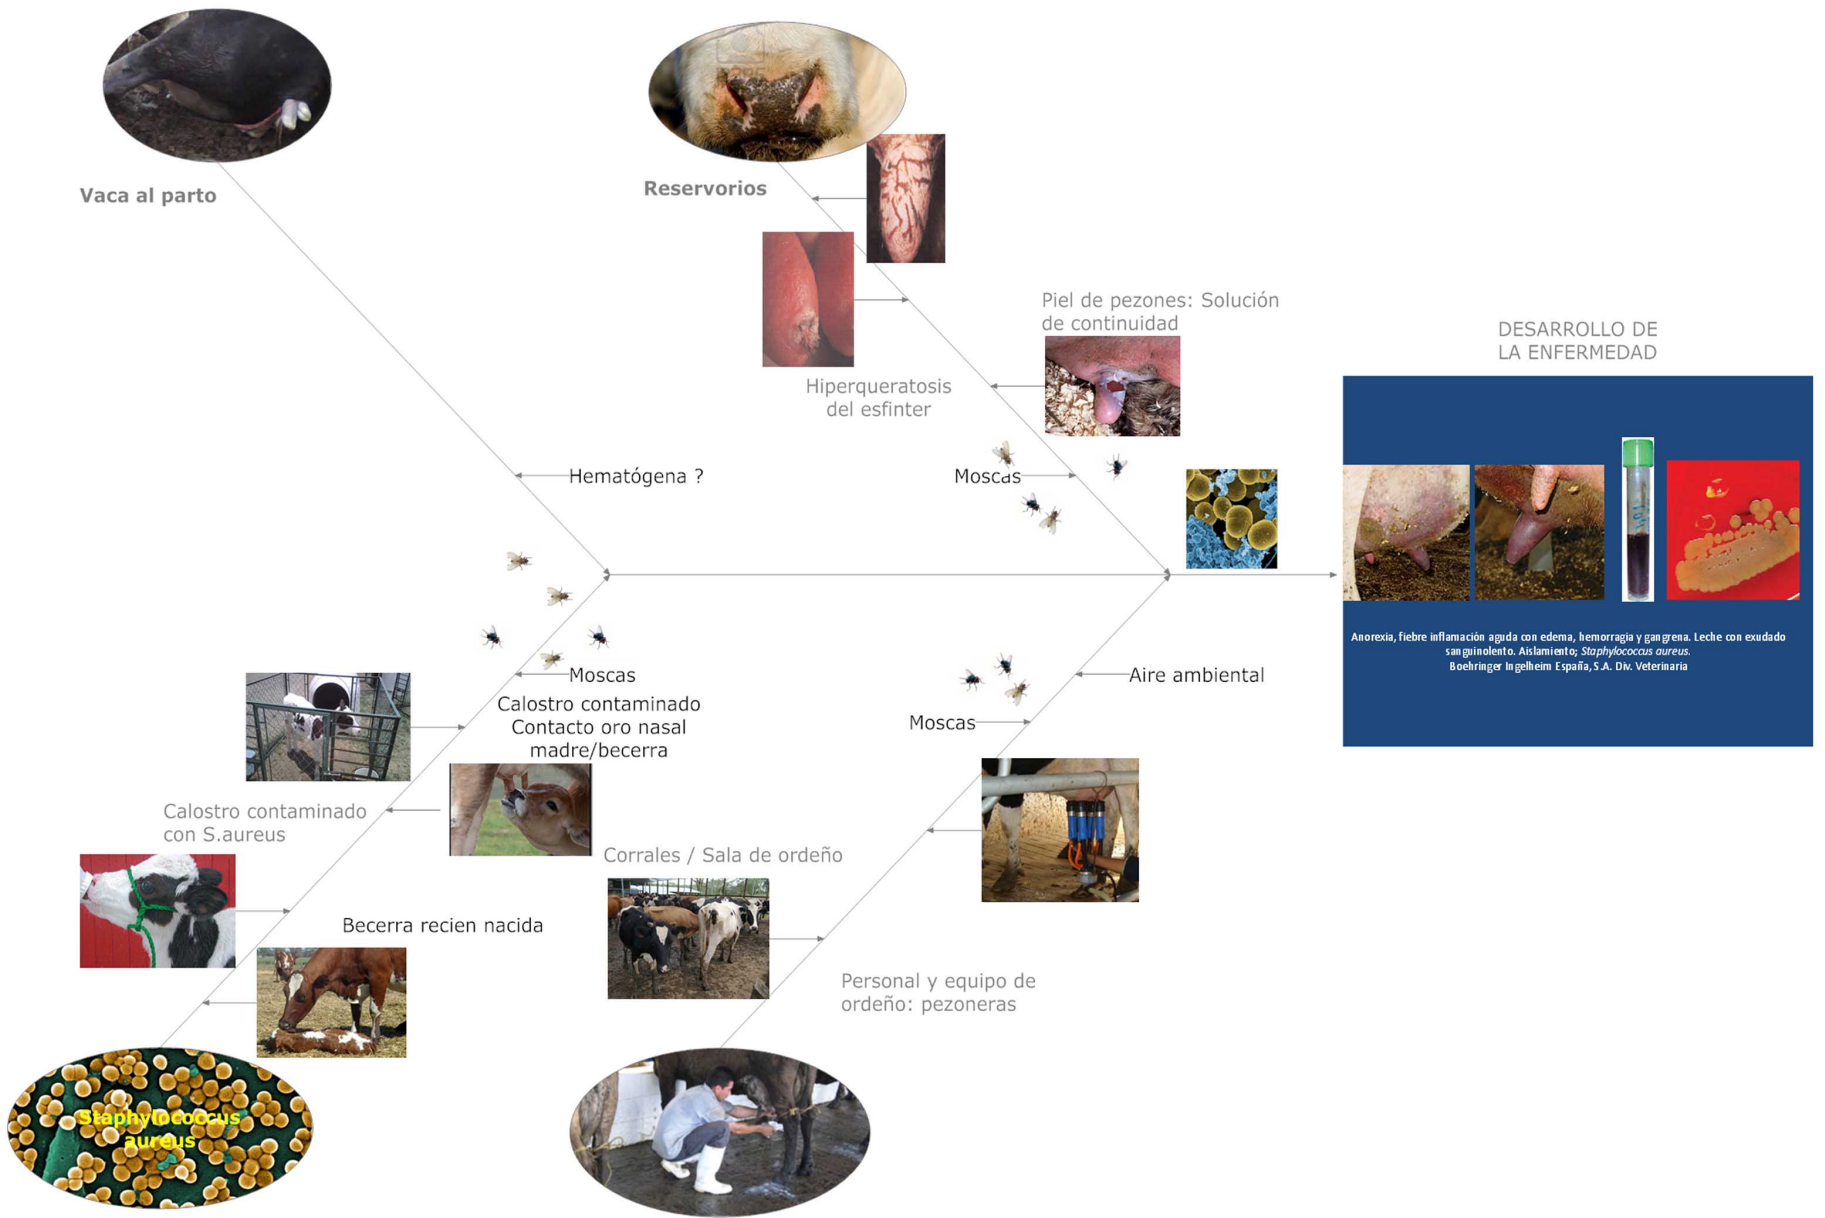 Vaca al parto
Reservorios
Piel de pezones: Solución
de continuidad
DESARROLLO DE
LA ENFERMEDAD
Hiperqueratosis
del esfinter
Hematógena ?
Moscas
Anorexia, fiebre inflamación aguda con edema, hemorragia y gangrena. Leche con exudado
sanguinolento. Aislamiento; Staphylococcus aureus.
Boehringer Ingelheim España, S.A. Div. Veterinaria
Moscas
Aire ambiental
Calostro contaminado
Contacto oro nasal
madre/becerra
Moscas
Calostro contaminado
con S.aureus
Corrales / Sala de ordeño
Becerra recien nacida
Personal y equipo de
ordeño: pezoneras
Staphylococcus
aureus